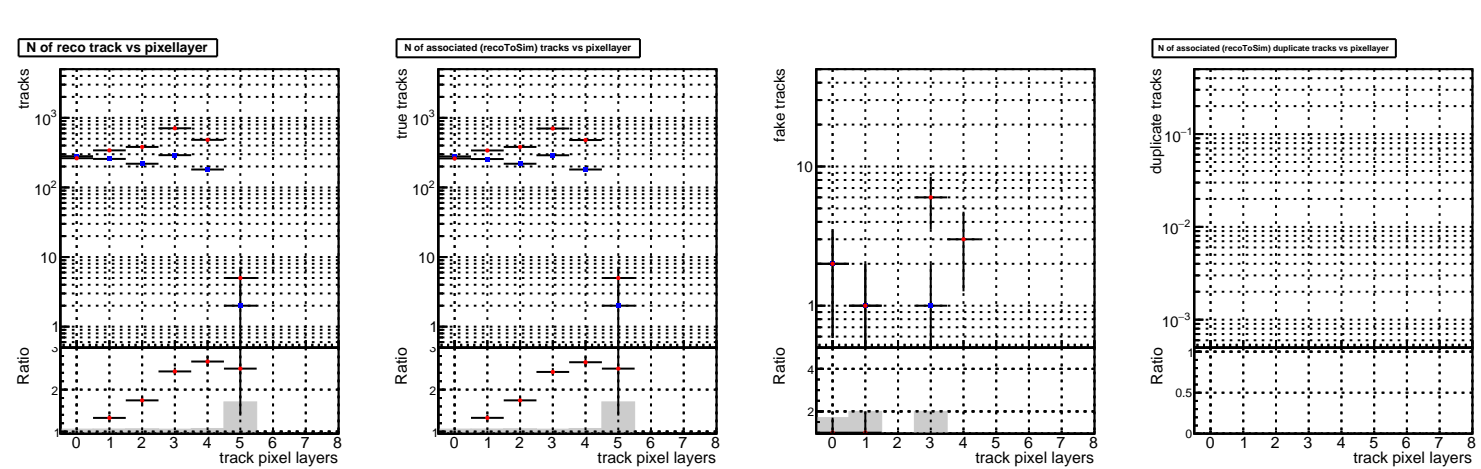 N of reco track vs pixellayer
tracks
10³
10²
10
1
Ratio
3
2
1
0 1 2 3 4 5 6 7 8
track pixel layers
N of associated (recoToSim) tracks vs pixellayer
true tracks
10³
10²
10
1
Ratio
3
2
1
0 1 2 3 4 5 6 7 8
track pixel layers
fake tracks
10
1
Ratio
4
2
0 1 2 3 4 5 6 7 8
track pixel layers
N of associated (recoToSim) duplicate tracks vs pixellayer
duplicate tracks
10⁻¹
10⁻²
10⁻³
Ratio
1
0.5
0
0 1 2 3 4 5 6 7 8
track pixel layers